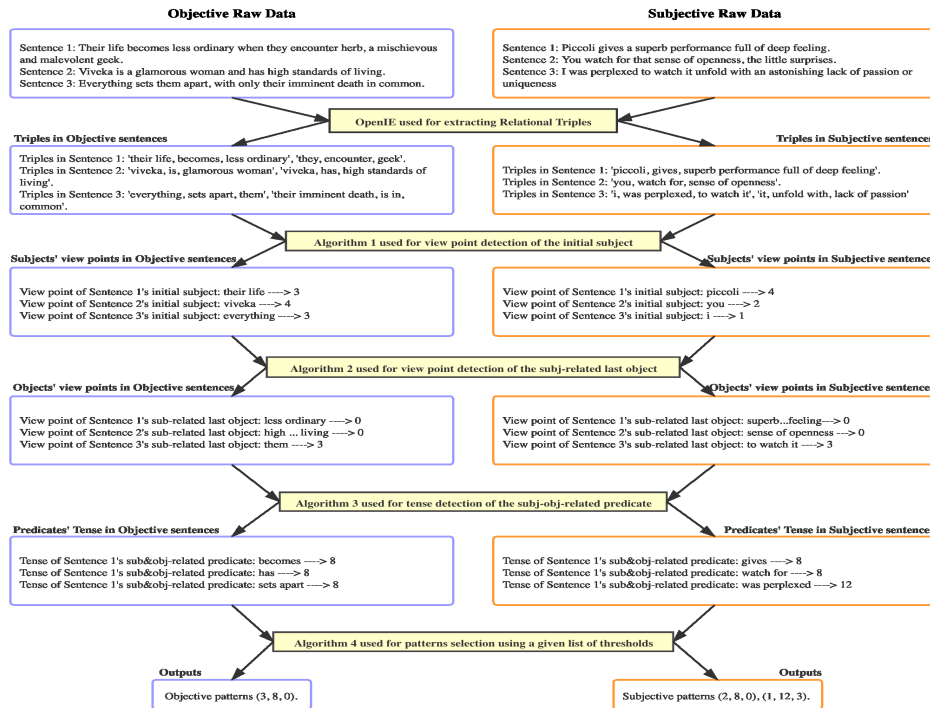 Objective Raw Data
Subjective Raw Data
Sentence 1: Their life becomes less ordinary when they encounter herb, a mischievous
and malevolent geek.
Sentence 2: Viveka is a glamorous woman and has high standards of living.
Sentence 3: Everything sets them apart, with only their imminent death in common.
Sentence 1: Piccoli gives a superb performance full of deep feeling.
Sentence 2: You watch for that sense of openness, the little surprises.
Sentence 3: I was perplexed to watch it unfold with an astonishing lack of passion or
uniqueness
OpenIE used for extracting Relational Triples
Triples in Objective sentences
Triples in Subjective sentences
Triples in Sentence 1: 'their life, becomes, less ordinary', 'they, encounter, geek'.
Triples in Sentence 2: 'viveka, is, glamorous woman', 'viveka, has, high standards of
living'.
Triples in Sentence 3: 'everything, sets apart, them', 'their imminent death, is in,
common'.
Triples in Sentence 1: 'piccoli, gives, superb performance full of deep feeling'.
Triples in Sentence 2: 'you, watch for, sense of openness'.
Triples in Sentence 3: 'i, was perplexed, to watch it', 'it, unfold with, lack of passion'
Algorithm 1 used for view point detection of the initial subject
Subjects' view points in Objective sentences
Subjects' view points in Subjective sentences
View point of Sentence 1's initial subject: their life ----> 3
View point of Sentence 2's initial subject: viveka ----> 4
View point of Sentence 3's initial subject: everything ----> 3
View point of Sentence 1's initial subject: piccoli ----> 4
View point of Sentence 2's initial subject: you ----> 2
View point of Sentence 3's initial subject: i ----> 1
Algorithm 2 used for view point detection of the subj-related last object
Objects' view points in Objective sentences
Objects' view points in Subjective sentences
View point of Sentence 1's sub-related last object: less ordinary ----> 0
View point of Sentence 2's sub-related last object: high ... living ---->0
View point of Sentence 3's sub-related last object: them ----> 3
View point of Sentence 1's sub-related last object: superb...feeling---> 0
View point of Sentence 2's sub-related last object: sense of openness --->0
View point of Sentence 3's sub-related last object: to watch it ----> 3
Algorithm 3 used for tense detection of the subj-obj-related predicate
Predicates' Tense in Objective sentences
Predicates' Tense in Subjective sentences
Tense of Sentence 1's sub&obj-related predicate: becomes ----> 8
Tense of Sentence 1's sub&obj-related predicate: has ----> 8
Tense of Sentence 1's sub&obj-related predicate: sets apart ----> 8
Tense of Sentence 1's sub&obj-related predicate: gives ----> 8
Tense of Sentence 1's sub&obj-related predicate: watch for ----> 8
Tense of Sentence 1's sub&obj-related predicate: was perplexed ----> 12
Algorithm 4 used for patterns selection using a given list of thresholds
Outputs
Outputs
Objective patterns (3, 8, 0).
Subjective patterns (2, 8, 0), (1, 12, 3).